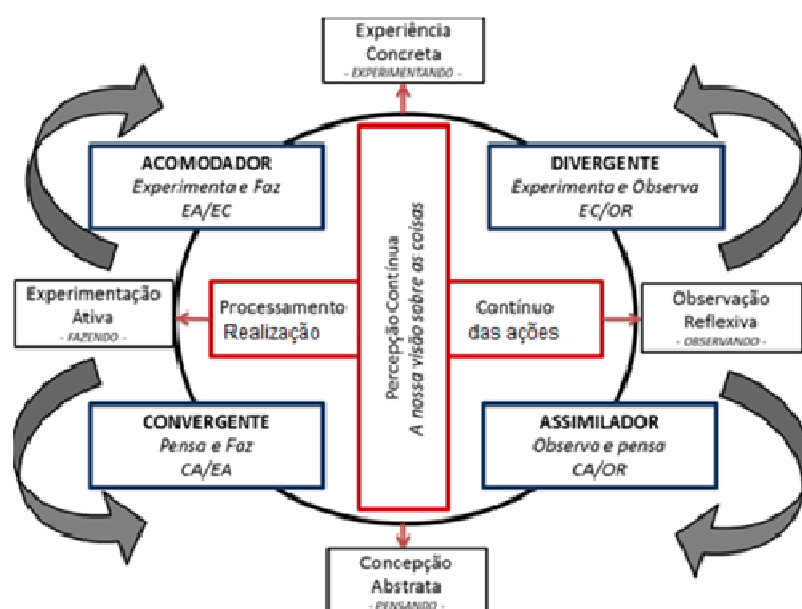 Experiência
Concreta
- EXPERIMENTANDO -
ACOMODADOR
Experimenta e Faz
EA/EC
DIVERGENTE
Experimenta e Observa
EC/OR
Experimentação
Ativa
- FAZENDO -
Processamento
Realização
Percepção Contínua
A nossa visão sobre as coisas
Contínuo
das ações
Observação
Reflexiva
- OBSERVANDO -
CONVERGENTE
Pensa e Faz
CA/EA
ASSIMILADOR
Observa e pensa
CA/OR
Concepção
Abstrata
- PENSANDO -